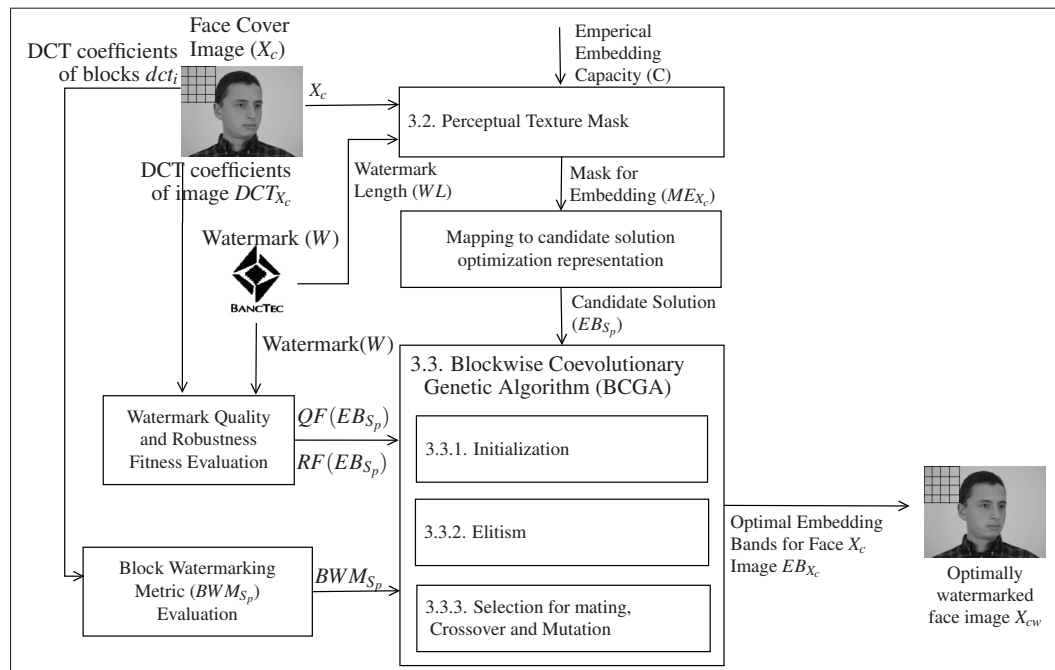 Face Cover
Image (X_c)
DCT coefficients
of blocks dct_i
X_c
DCT coefficients
of image DCT_{X_c}
Emperical
Embedding
Capacity (C)
3.2. Perceptual Texture Mask
Watermark
Length (WL)
Mask for
Embedding (ME_{X_c})
Watermark (W)
BANCTEC
Mapping to candidate solution
optimization representation
Candidate Solution
(EB_{S_p})
Watermark(W)
3.3. Blockwise Coevolutionary
Genetic Algorithm (BCGA)
Watermark Quality
and Robustness
Fitness Evaluation
QF(EB_{S_p})
RF(EB_{S_p})
3.3.1. Initialization
3.3.2. Elitism
3.3.3. Selection for mating,
Crossover and Mutation
Block Watermarking
Metric (BWM_{S_p})
Evaluation
BWM_{S_p}
Optimal Embedding
Bands for Face X_c
Image EB_{X_c}
Optimally
watermarked
face image X_{cw}